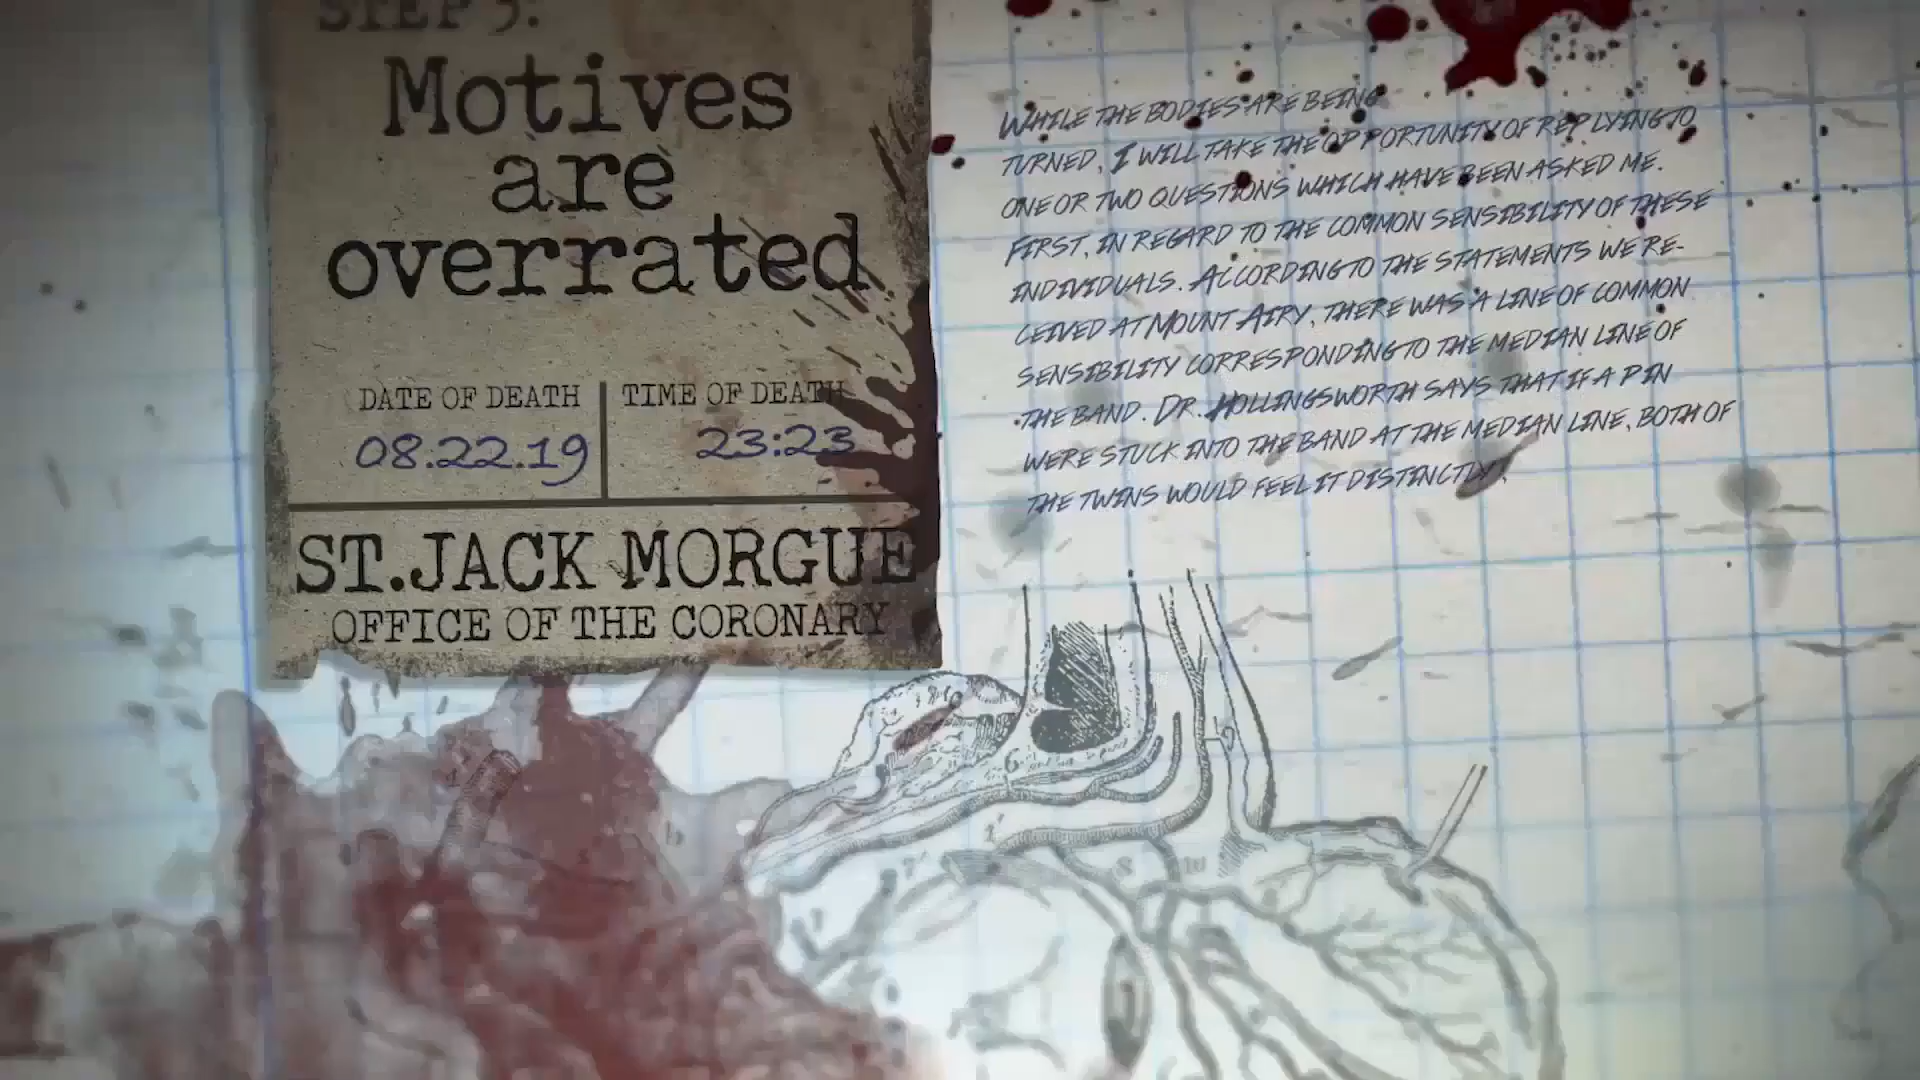 STEP 5:
Motives
are
overrated
DATE OF DEATH
TIME OF DEATH
08.22.19
23:23
ST.JACK MORGUE
OFFICE OF THE CORONARY
WHILE THE BODIES ARE BEING
TURNED, I WILL TAKE THE OPPORTUNITY OF REPLYING TO
ONE OR TWO QUESTIONS WHICH HAVE BEEN ASKED ME.
FIRST, IN REGARD TO THE COMMON SENSIBILITY OF THESE
INDIVIDUALS. ACCORDING TO THE STATEMENTS WE RE-
CEIVED AT MOUNT AIRY, THERE WAS A LINE OF COMMON
SENSIBILITY CORRESPONDING TO THE MEDIAN LINE OF
THE BAND. DR. HOLLINGSWORTH SAYS THAT IF A PIN
WERE STUCK INTO THE BAND AT THE MEDIAN LINE, BOTH OF
THE TWINS WOULD FEEL IT DISTINCTLY
6
1'
7
8
10